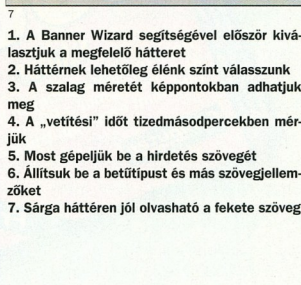 7
1. A Banner Wizard segítségével először kivá-
lasztjuk a megfelelő hátteret
2. Háttérnek lehetőleg élénk színt válasszunk
3. A szalag méretét képpontokban adhatjuk
meg
4. A „vetítési” időt tizedmásodpercekben mér-
jük
5. Most gépeljük be a hirdetés szövegét
6. Állítsuk be a betűtípust és más szövegjellem-
zőket
7. Sárga háttéren jól olvasható a fekete szöveg